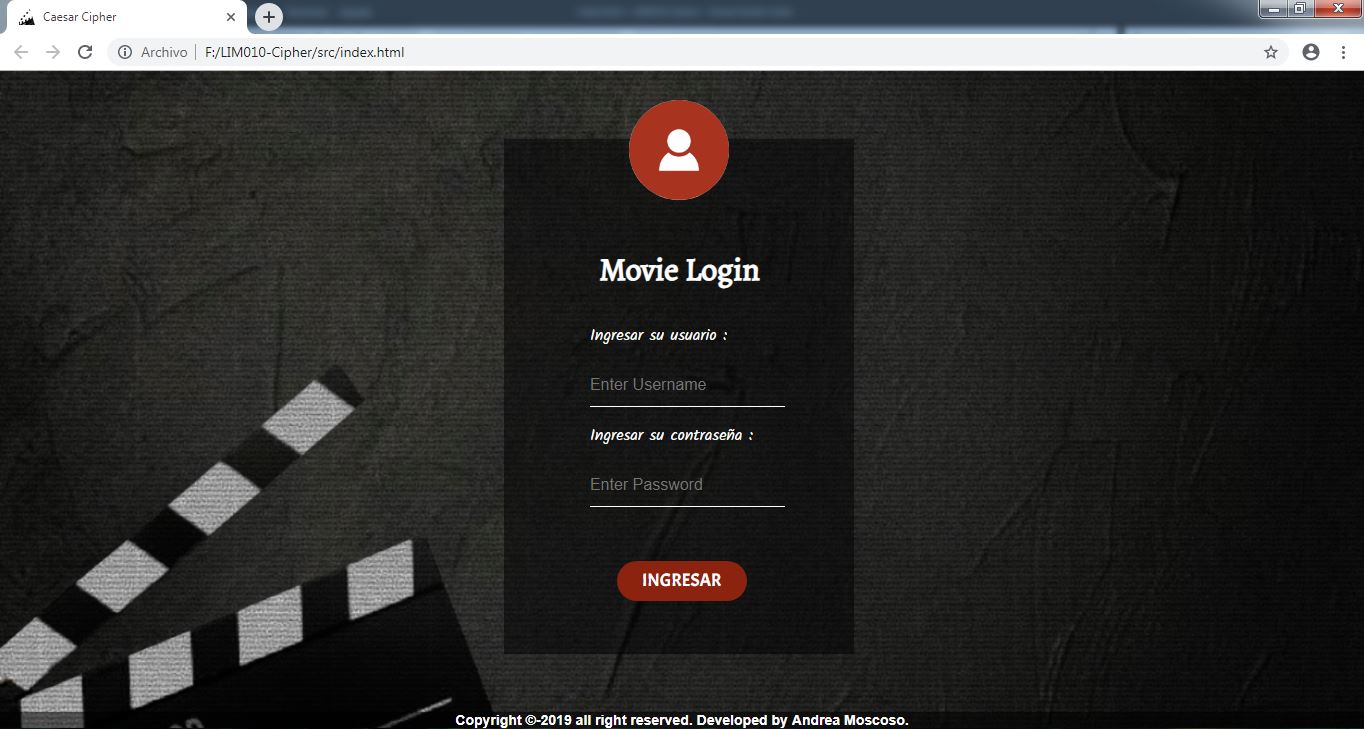 Caesar Cipher
Archivo F:/LIM010-Cipher/src/index.html
Movie Login
Ingresar su usuario :
Enter Username
Ingresar su contraseña :
Enter Password
INGRESAR
Copyright ©-2019 all right reserved. Developed by Andrea Moscoso.